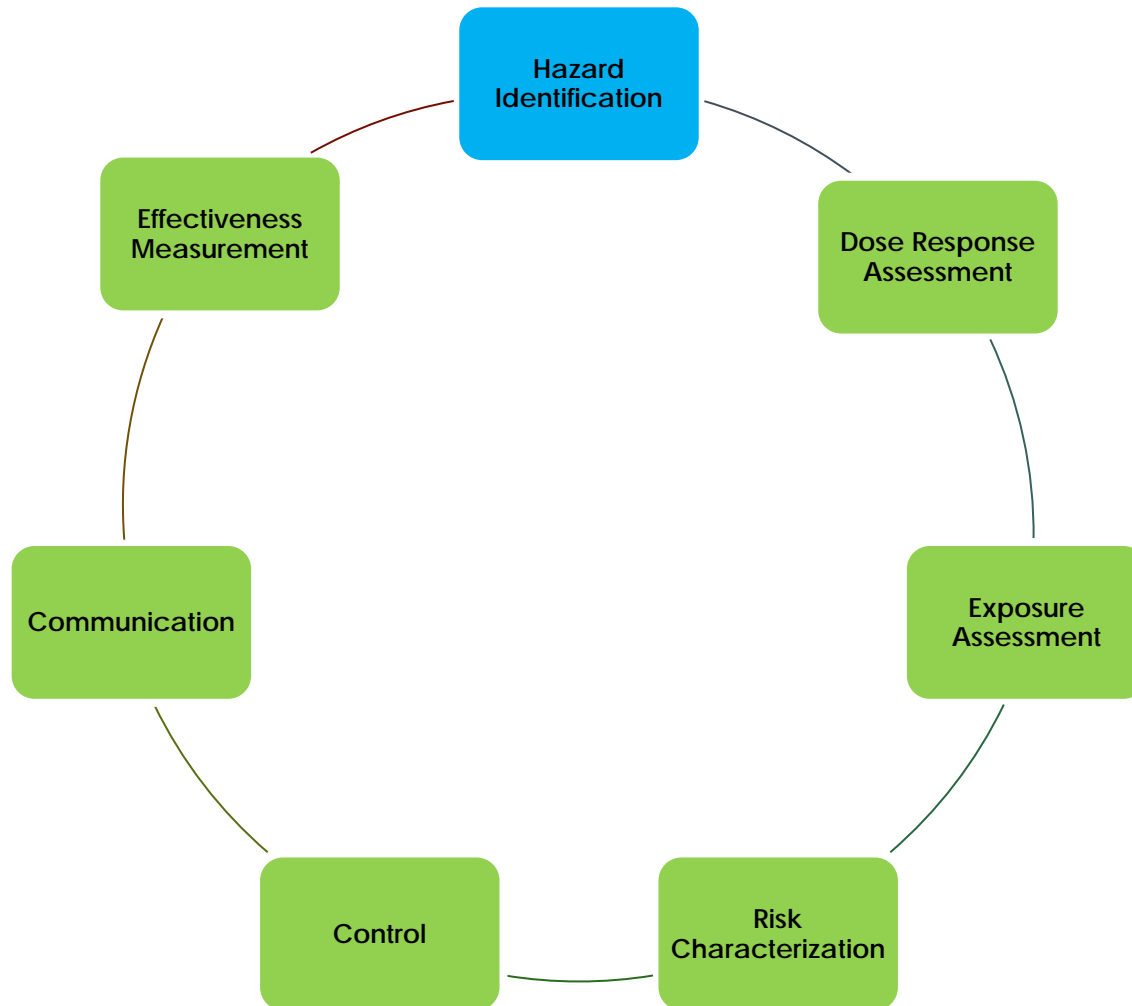 Hazard
Identification
Dose Response
Assessment
Exposure
Assessment
Risk
Characterization
Control
Communication
Effectiveness
Measurement